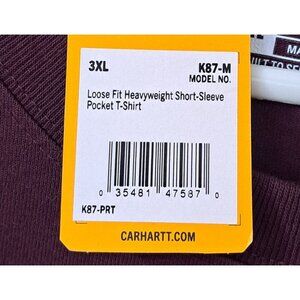 3XL
K87-M
MODEL NO.
Loose Fit Heavyweight Short-Sleeve
Pocket T-Shirt
0 35481 47587 0
K87-PRT
CARHARTT.COM